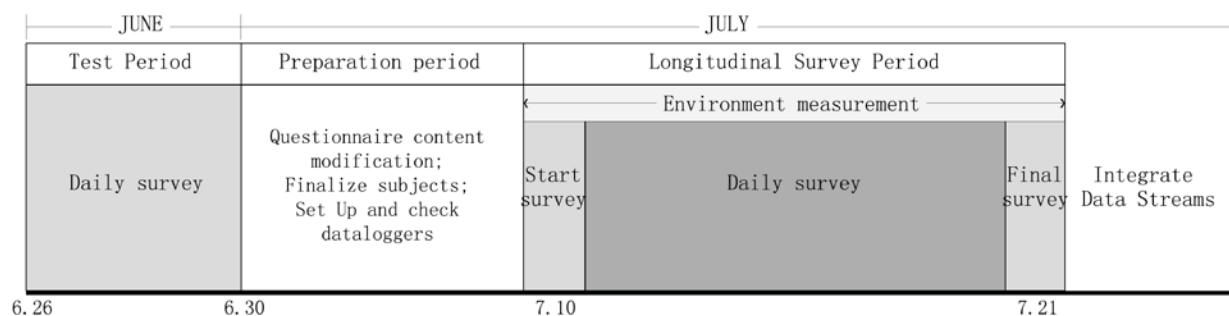 JUNE
JULY
Test Period
Preparation period
Longitudinal Survey Period
Environment measurement
Daily survey
Questionnaire content
modification;
Finalize subjects;
Set Up and check
dataloggers
Start
survey
Daily survey
Final
survey
Integrate
Data Streams
6.26
6.30
7.10
7.21